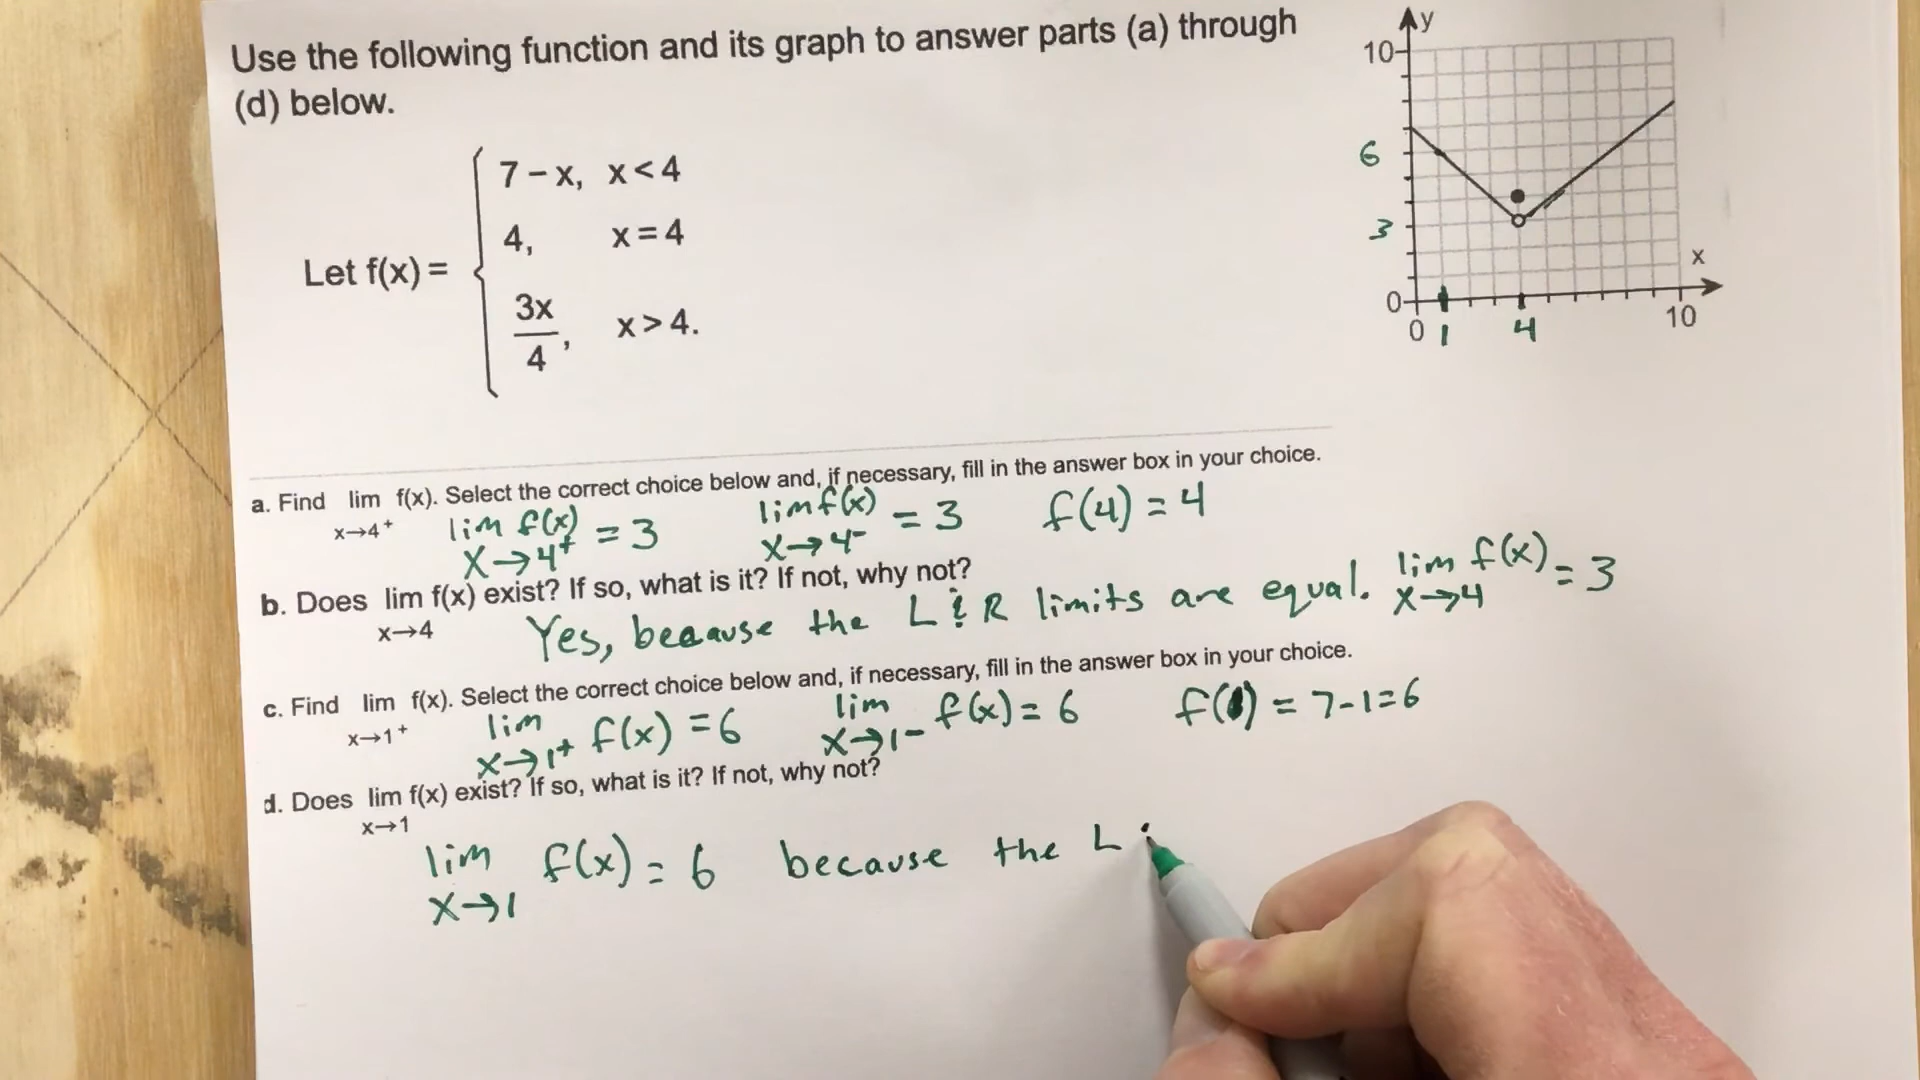 Use the following function and its graph to answer parts (a) through
(d) below.
Let f(x) =
7 – x, x < 4
4, x = 4
3x
4 , x > 4.
y
10
6
3
0
x
0 1 4 10
a. Find lim f(x). Select the correct choice below and, if necessary, fill in the answer box in your choice.
x→4⁺
lim f(x) = 3
x→4⁺
lim f(x) = 3
x→4⁻
f(4) = 4
b. Does lim f(x) exist? If so, what is it? If not, why not?
x→4
Yes, because the L & R limits are equal. lim f(x) = 3
x→4
c. Find lim f(x). Select the correct choice below and, if necessary, fill in the answer box in your choice.
x→1⁺
lim f(x) = 6
x→1⁺
lim f(x) = 6
x→1⁻
f(1) = 7-1=6
d. Does lim f(x) exist? If so, what is it? If not, why not?
x→1
lim f(x) = 6 because the L
x→1